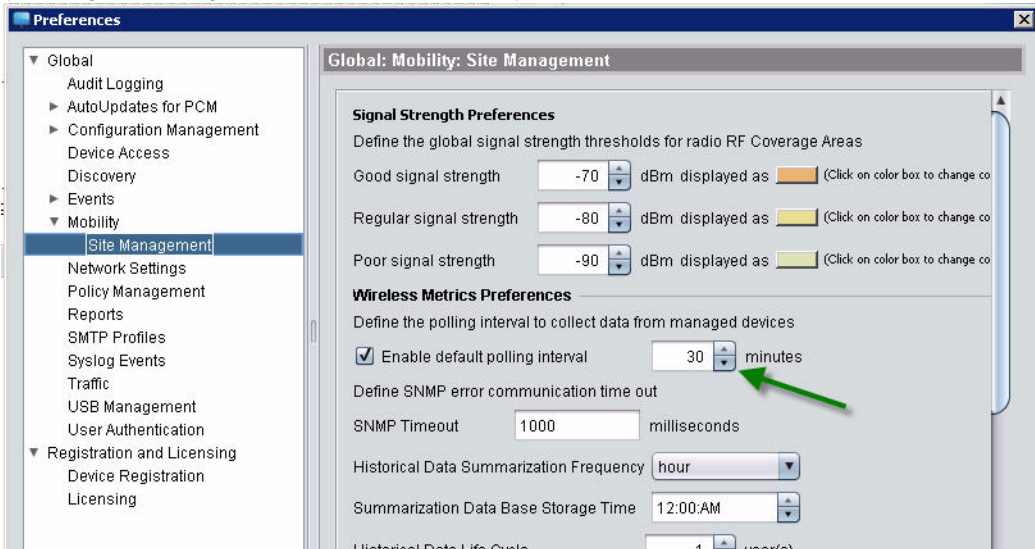 Preferences
Global
Audit Logging
AutoUpdates for PCM
Configuration Management
Device Access
Discovery
Events
Mobility
Site Management
Network Settings
Policy Management
Reports
SMTP Profiles
Syslog Events
Traffic
USB Management
User Authentication
Registration and Licensing
Device Registration
Licensing
Global: Mobility: Site Management
Signal Strength Preferences
Define the global signal strength thresholds for radio RF Coverage Areas
Good signal strength -70 dBm displayed as (Click on color box to change co
Regular signal strength -80 dBm displayed as (Click on color box to change co
Poor signal strength -90 dBm displayed as (Click on color box to change co
Wireless Metrics Preferences
Define the polling interval to collect data from managed devices
Enable default polling interval 30 minutes
Define SNMP error communication time out
SNMP Timeout 1000 milliseconds
Historical Data Summarization Frequency hour
Summarization Data Base Storage Time 12:00:AM
Historical Data Life Cycle 1 year(s)